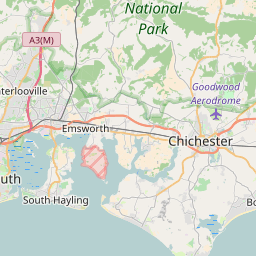 National
Park
A3(M)
Goodwood
Aerodrome
terlooville
Emsworth
Chichester
uth
South Hayling
Bo